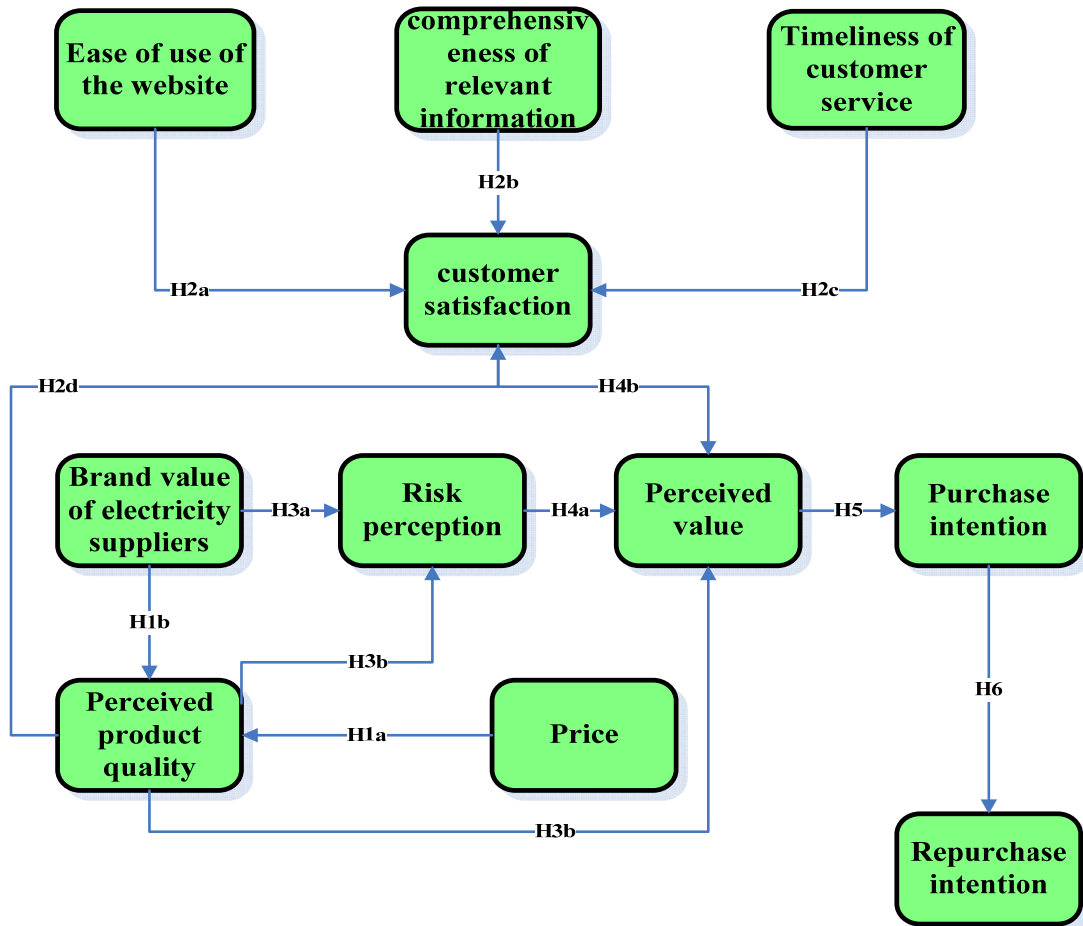 Ease of use of
the website
comprehensiv
eness of
relevant
information
Timeliness of
customer
service
H2b
H2a
customer
satisfaction
H2c
H2d
H4b
Brand value
of electricity
suppliers
H3a
Risk
perception
H4a
Perceived
value
H5
Purchase
intention
H1b
H3b
H6
Perceived
product
quality
H1a
Price
H3b
Repurchase
intention